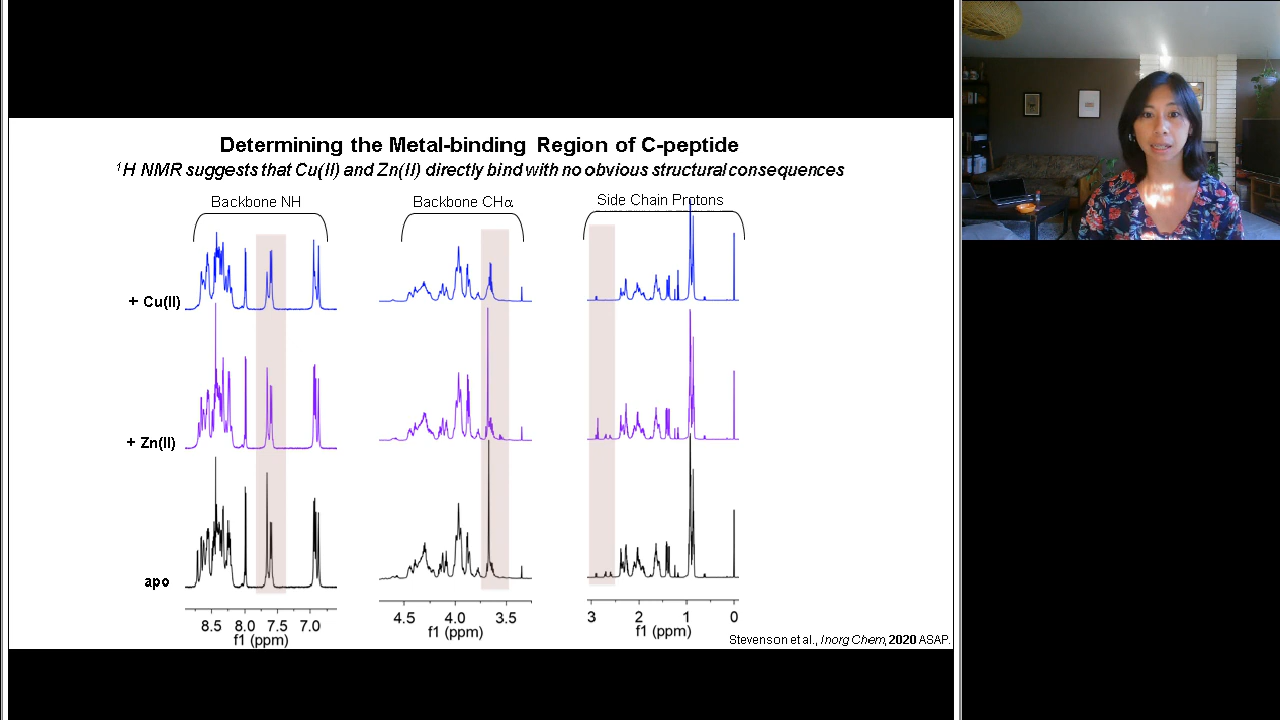 Determining the Metal-binding Region of C-peptide
¹H NMR suggests that Cu(II) and Zn(II) directly bind with no obvious structural consequences
Backbone NH
Backbone CHα
Side Chain Protons
+ Cu(II)
+ Zn(II)
apo
8.5 8.0 7.5 7.0
f1 (ppm)
4.5 4.0 3.5
f1 (ppm)
3 2 1 0
f1 (ppm)
Stevenson et al., Inorg Chem, 2020 ASAP.